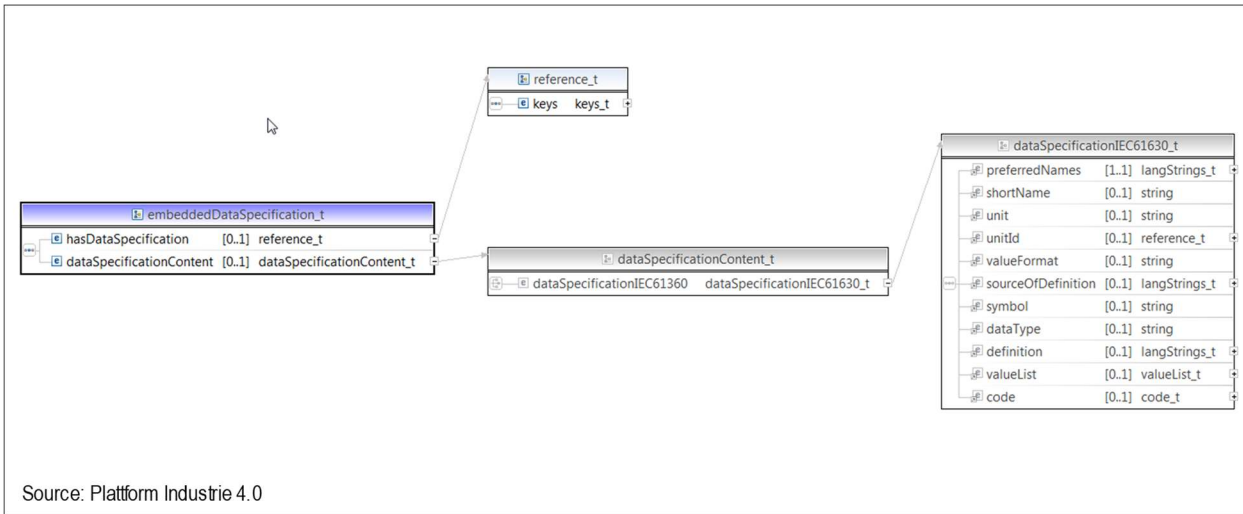 reference_t
keys keys_t
dataSpecificationIEC61630_t
preferredNames [1..1] langStrings_t
shortName [0..1] string
unit [0..1] string
unitId [0..1] reference_t
valueFormat [0..1] string
sourceOfDefinition [0..1] langStrings_t
symbol [0..1] string
dataType [0..1] string
definition [0..1] langStrings_t
valueList [0..1] valueList_t
code [0..1] code_t
embeddedDataSpecification_t
hasDataSpecification [0..1] reference_t
dataSpecificationContent [0..1] dataSpecificationContent_t
dataSpecificationContent_t
dataSpecificationIEC61360 dataSpecificationIEC61630_t
Source: Plattform Industrie 4.0